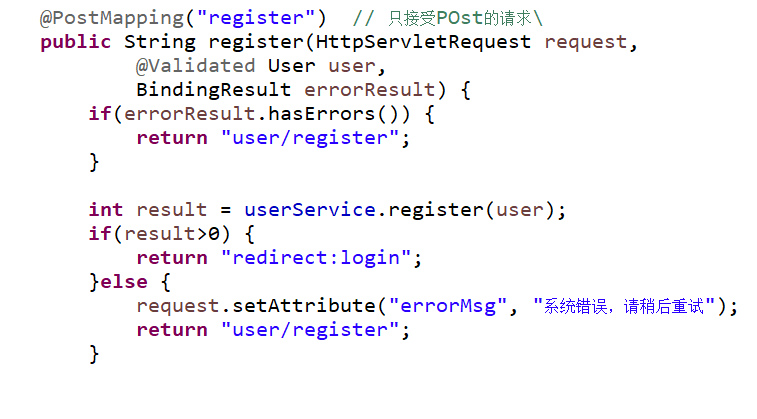 @PostMapping("register")  // 只接受POst的请求\
public String register(HttpServletRequest request,
        @Validated User user,
        BindingResult errorResult) {
    if(errorResult.hasErrors()) {
        return "user/register";
    }
    int result = userService.register(user);
    if(result>0) {
        return "redirect:login";
    }else {
        request.setAttribute("errorMsg", "系统错误，请稍后重试");
        return "user/register";
    }